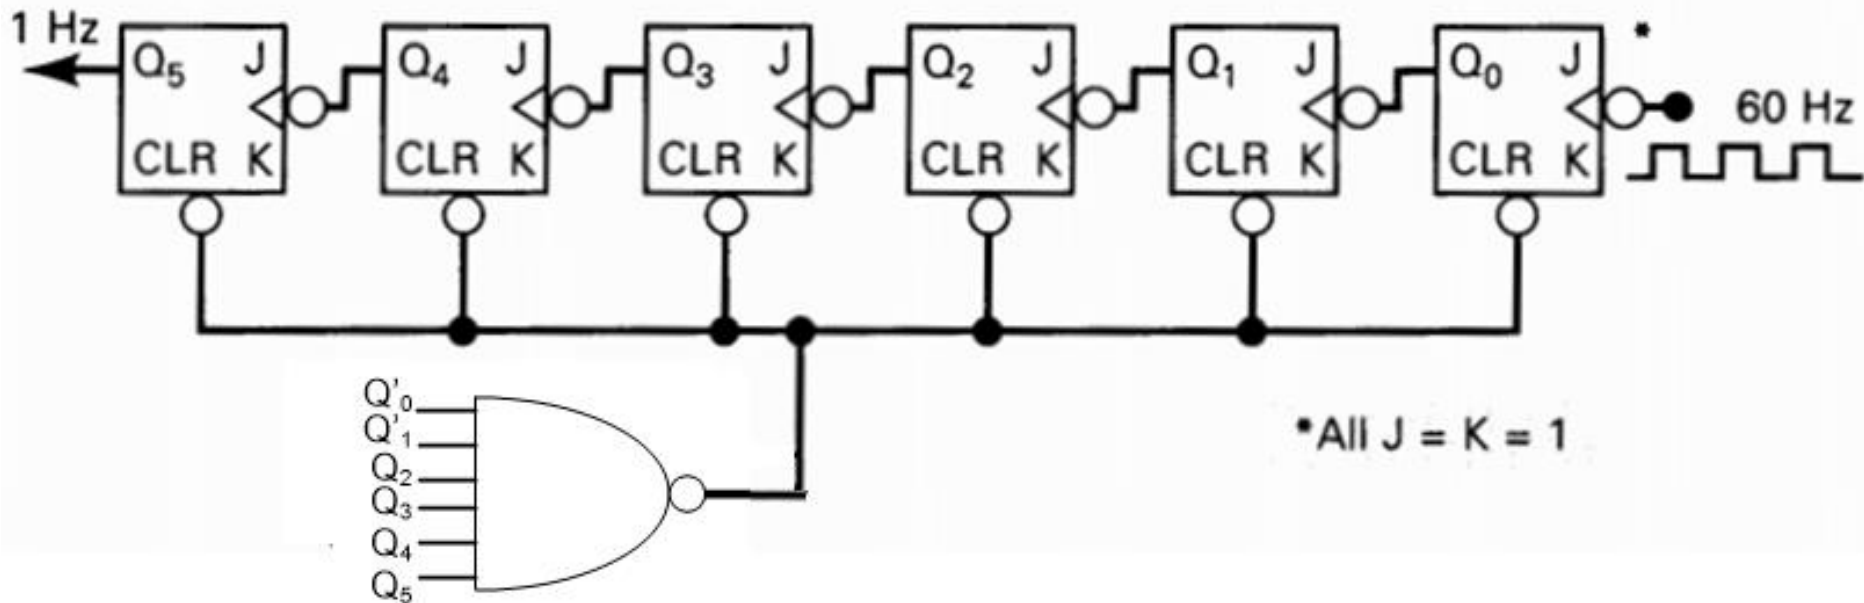 1 Hz
Q₅ J Q₄ J Q₃ J Q₂ J Q₁ J Q₀ J *
60 Hz
CLR K CLR K CLR K CLR K CLR K CLR K
Q'₀
Q'₁
Q₂
Q₃
Q₄
Q₅
*All J = K = 1